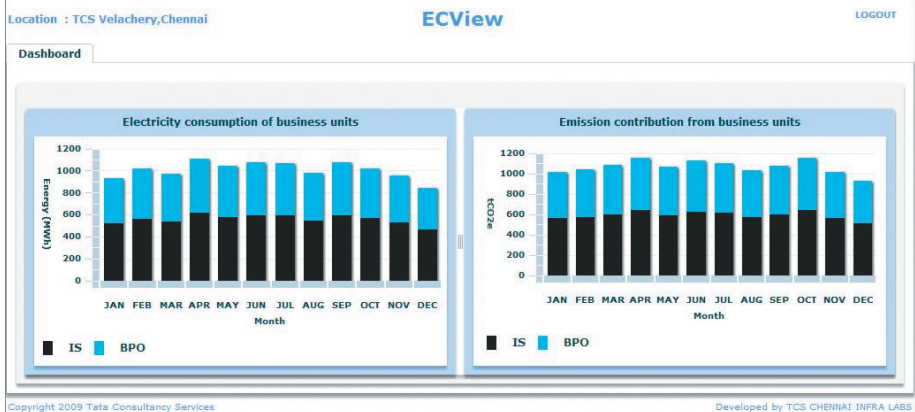 Location : TCS Velachery,Chennai
ECView
LOGOUT
Dashboard
Electricity consumption of business units
1200
1000
800
600
400
200
0
Energy (MWh)
JAN FEB MAR APR MAY JUN JUL AUG SEP OCT NOV DEC
Month
IS BPO
Emission contribution from business units
1200
1000
800
600
400
200
0
tCO2e
JAN FEB MAR APR MAY JUN JUL AUG SEP OCT NOV DEC
Month
IS BPO
Copyright 2009 Tata Consultancy Services
Developed by TCS CHENNAI INFRA LABS